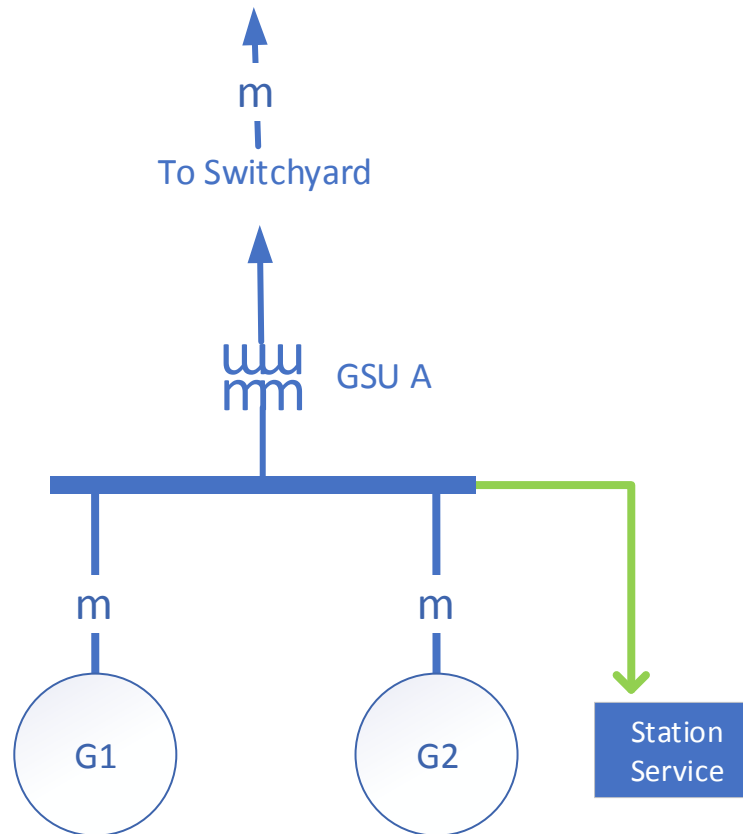 m
To Switchyard
GSU A
m
m
G1
G2
Station
Service